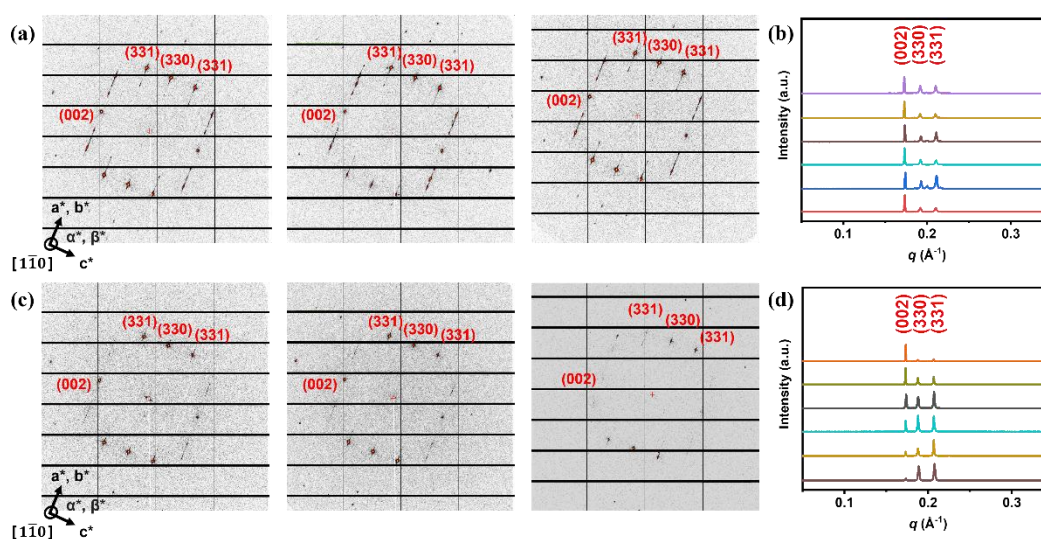 (a)
(331)
(330)
(331)
(002)
a*, b*
α*, β*
c*
[11̄0]
(331)
(330)
(331)
(002)
(331)
(330)
(331)
(002)
(b)
(002)
(330)
(331)
Intensity (a.u.)
0.1 0.2 0.3
q (Å⁻¹)
(c)
(331)
(330)
(331)
(002)
a*, b*
α*, β*
c*
[11̄0]
(331)
(330)
(331)
(002)
(331)
(330)
(331)
(002)
(d)
(002)
(330)
(331)
Intensity (a.u.)
0.1 0.2 0.3
q (Å⁻¹)